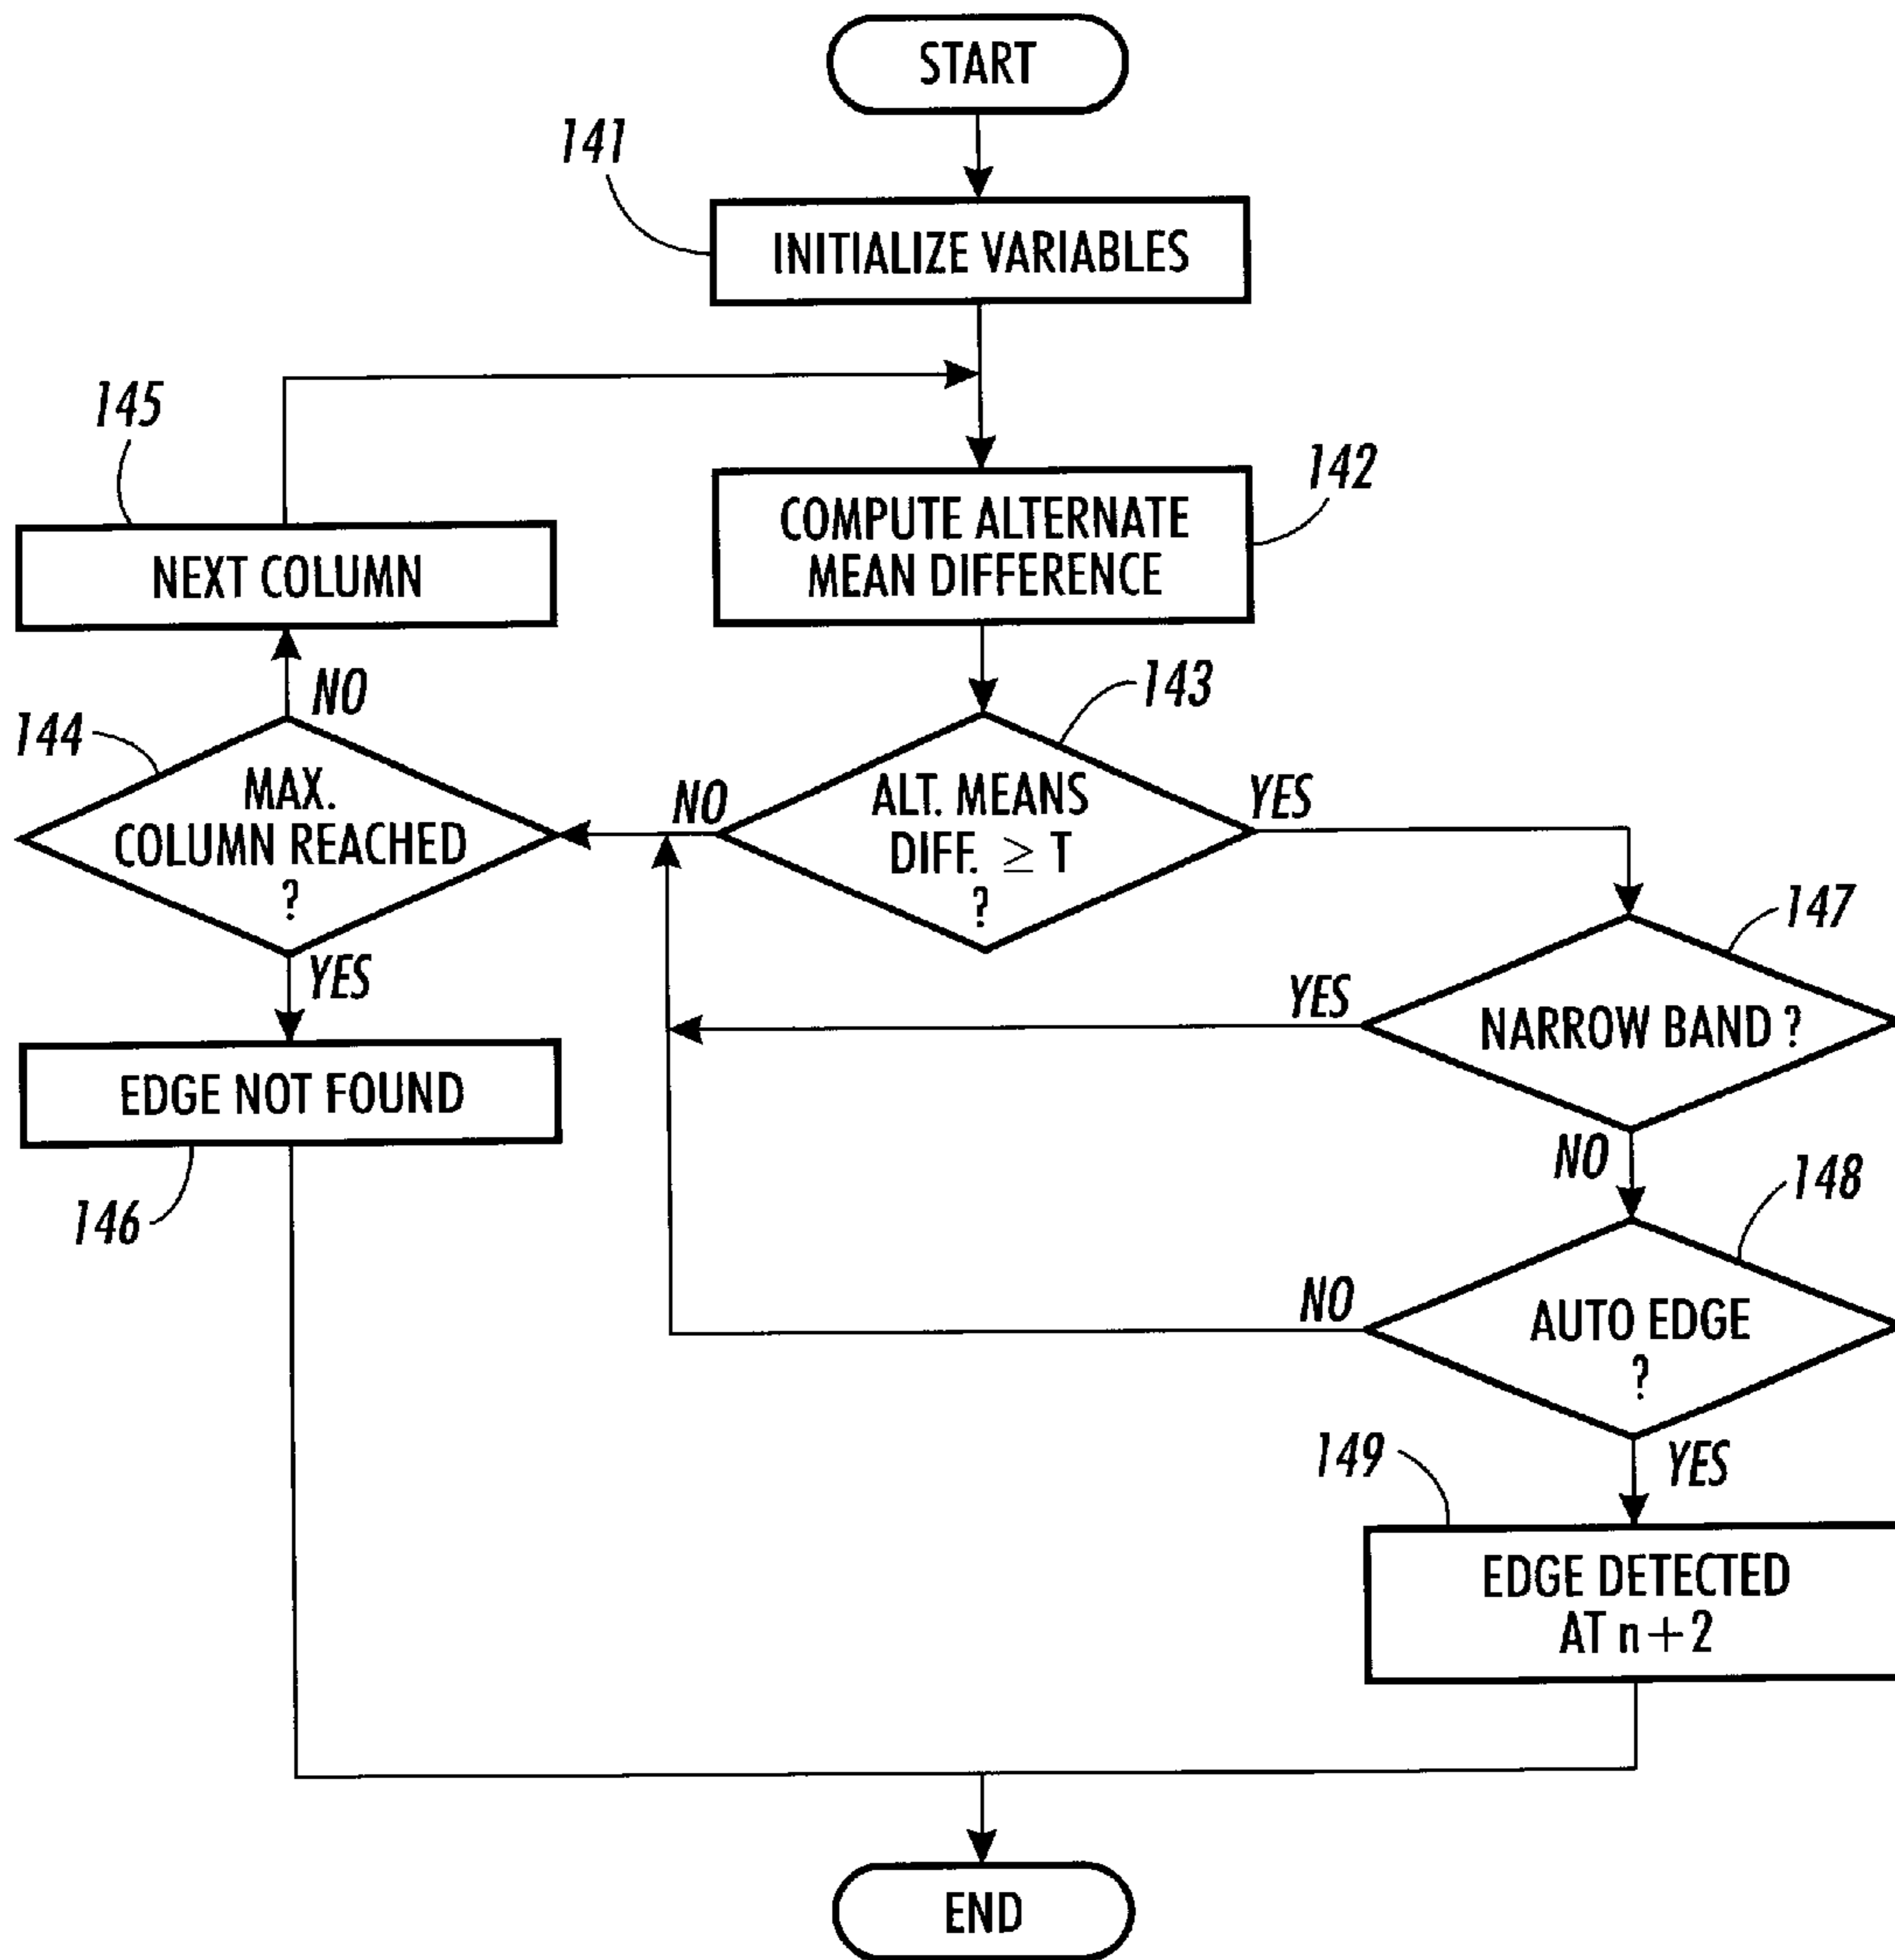 START
141
INITIALIZE VARIABLES
145
142
COMPUTE ALTERNATE
MEAN DIFFERENCE
NEXT COLUMN
NO
143
144
MAX.
COLUMN REACHED
?
NO
ALT. MEANS
DIFF. ≥ T
?
YES
147
YES
YES
NARROW BAND ?
EDGE NOT FOUND
NO
146
148
NO
AUTO EDGE
?
149
YES
EDGE DETECTED
AT n+2
END